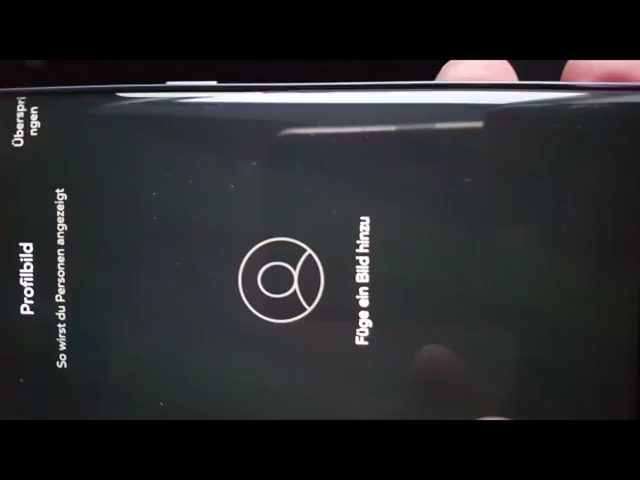 Überspri
ngen
Profilbild
So wirst du Personen angezeigt
Füge ein Bild hinzu